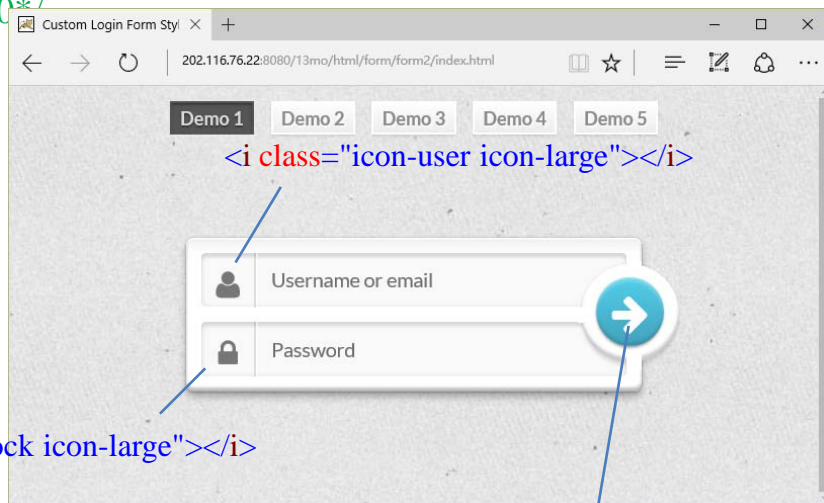 0*/
Custom Login Form Styl
202.116.76.22:8080/13mo/html/form/form2/index.html
Demo 1 Demo 2 Demo 3 Demo 4 Demo 5
<i class="icon-user icon-large"></i>
Username or email
Password
ock icon-large"></i>